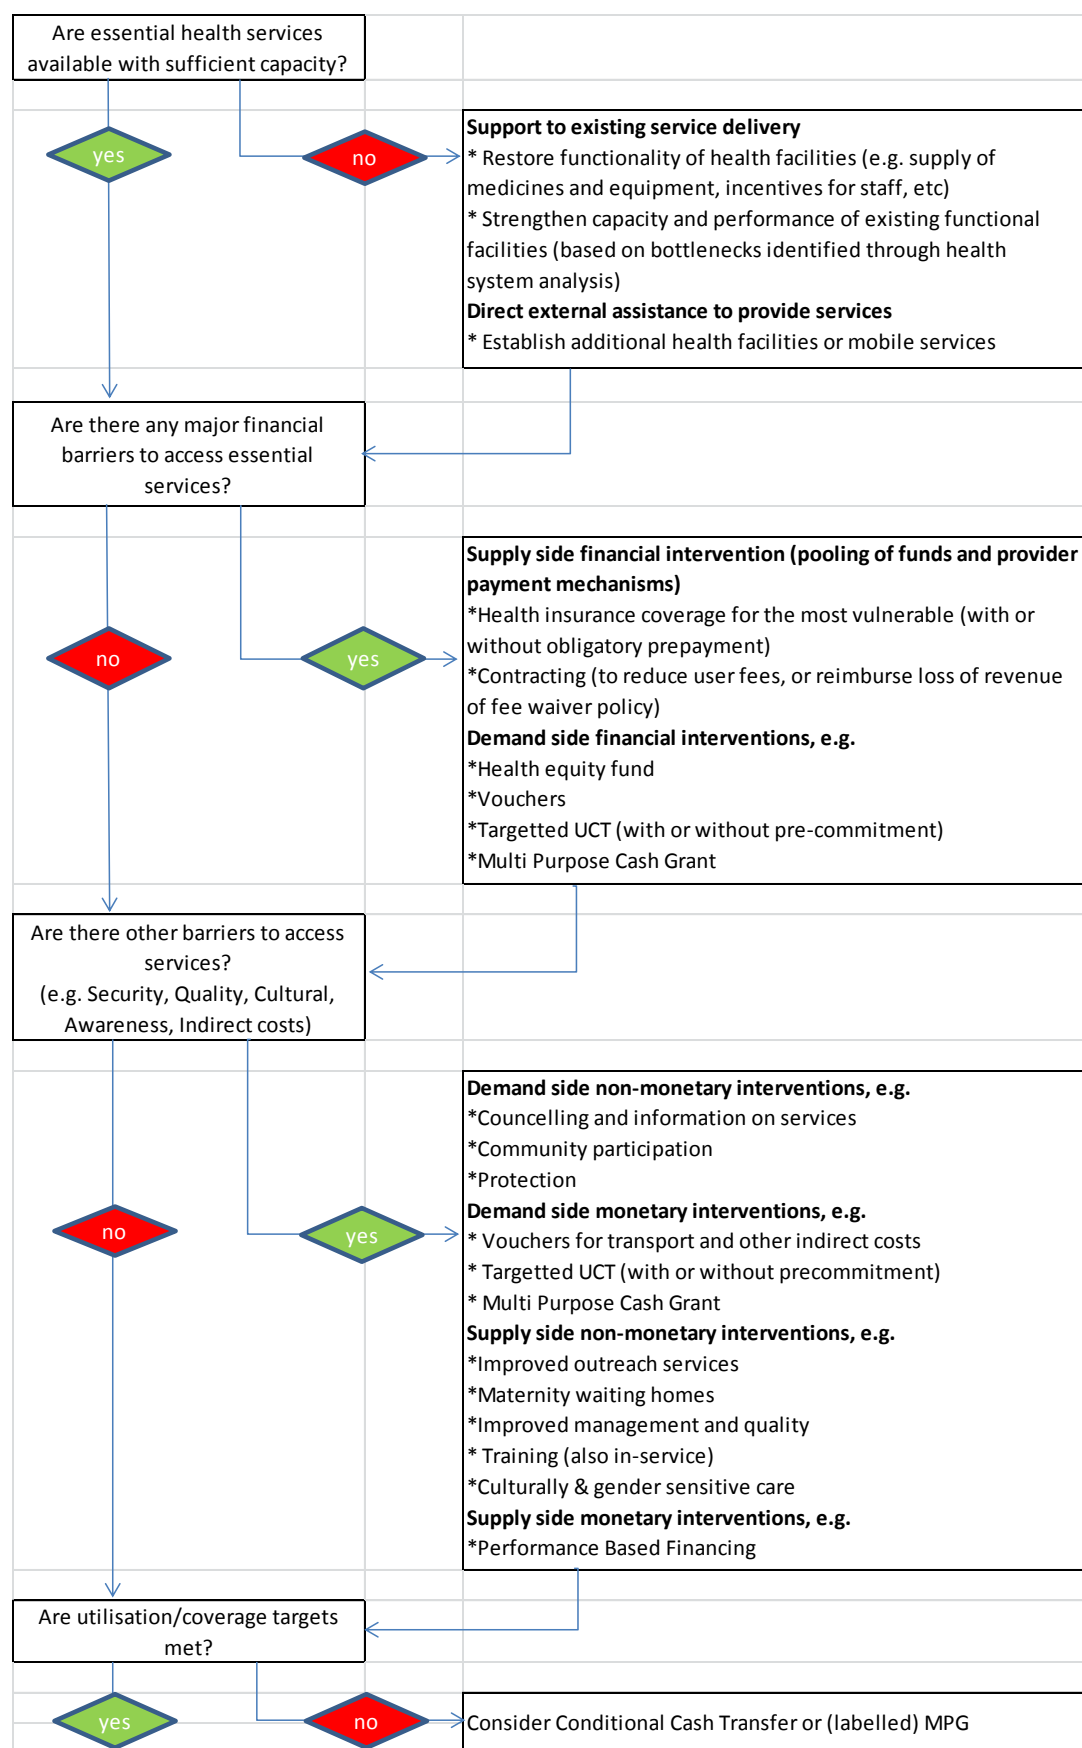 Are essential health services
available with sufficient capacity?
yes
no
Support to existing service delivery
* Restore functionality of health facilities (e.g. supply of
medicines and equipment, incentives for staff, etc)
* Strengthen capacity and performance of existing functional
facilities (based on bottlenecks identified through health
system analysis)
Direct external assistance to provide services
* Establish additional health facilities or mobile services
Are there any major financial
barriers to access essential
services?
no
yes
Supply side financial intervention (pooling of funds and provider
payment mechanisms)
*Health insurance coverage for the most vulnerable (with or
without obligatory prepayment)
*Contracting (to reduce user fees, or reimburse loss of revenue
of fee waiver policy)
Demand side financial interventions, e.g.
*Health equity fund
*Vouchers
*Targetted UCT (with or without pre-commitment)
*Multi Purpose Cash Grant
Are there other barriers to access
services?
(e.g. Security, Quality, Cultural,
Awareness, Indirect costs)
no
yes
Demand side non-monetary interventions, e.g.
*Councelling and information on services
*Community participation
*Protection
Demand side monetary interventions, e.g.
* Vouchers for transport and other indirect costs
* Targetted UCT (with or without precommitment)
* Multi Purpose Cash Grant
Supply side non-monetary interventions, e.g.
*Improved outreach services
*Maternity waiting homes
*Improved management and quality
* Training (also in-service)
*Culturally & gender sensitive care
Supply side monetary interventions, e.g.
*Performance Based Financing
Are utilisation/coverage targets
met?
yes
no
Consider Conditional Cash Transfer or (labelled) MPG